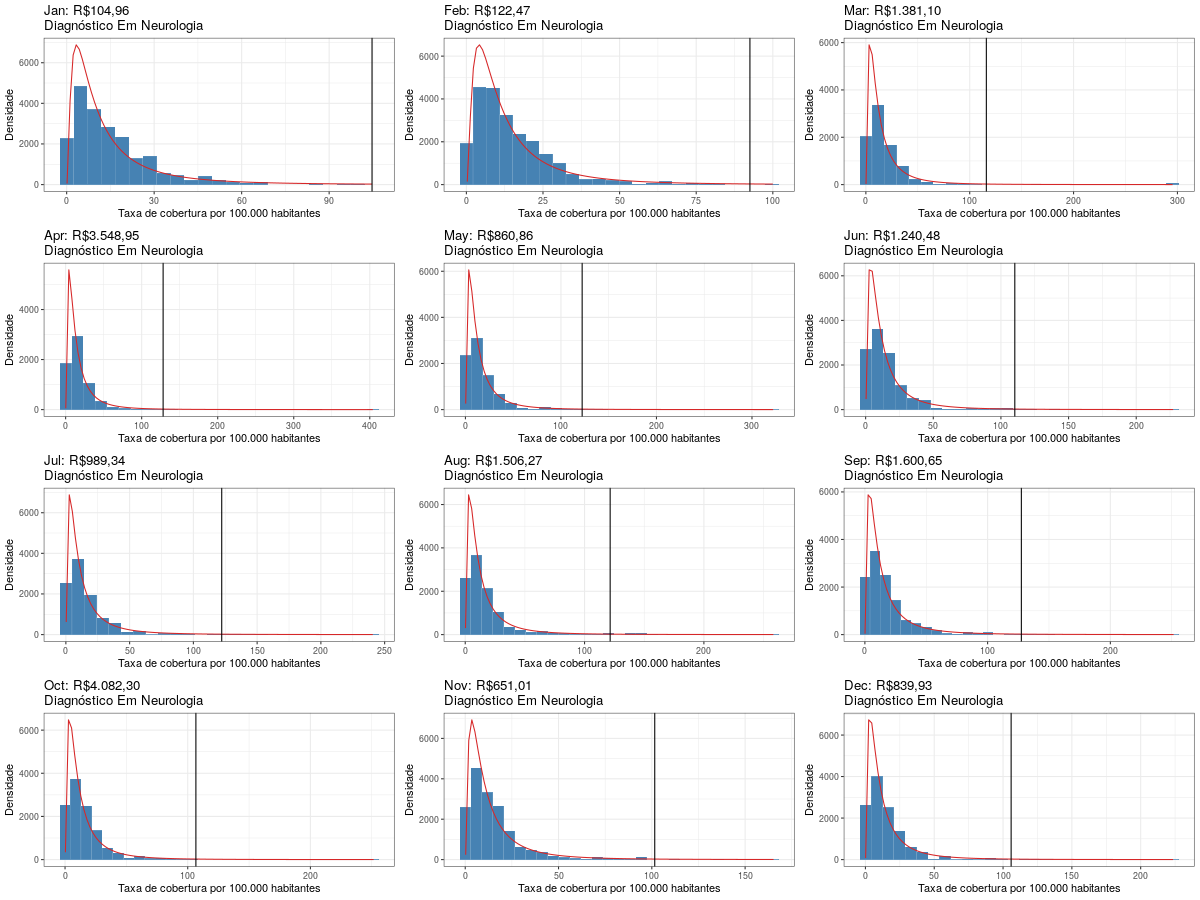 Jan: R$104,96
Diagnóstico Em Neurologia
Densidade
6000
4000
2000
0
0 30 60 90
Taxa de cobertura por 100.000 habitantes
Feb: R$122,47
Diagnóstico Em Neurologia
Densidade
6000
4000
2000
0
0 25 50 75 100
Taxa de cobertura por 100.000 habitantes
Mar: R$1.381,10
Diagnóstico Em Neurologia
Densidade
6000
4000
2000
0
0 100 200 300
Taxa de cobertura por 100.000 habitantes
Apr: R$3.548,95
Diagnóstico Em Neurologia
Densidade
4000
2000
0
0 100 200 300 400
Taxa de cobertura por 100.000 habitantes
May: R$860,86
Diagnóstico Em Neurologia
Densidade
6000
4000
2000
0
0 100 200 300
Taxa de cobertura por 100.000 habitantes
Jun: R$1.240,48
Diagnóstico Em Neurologia
Densidade
6000
4000
2000
0
0 50 100 150 200
Taxa de cobertura por 100.000 habitantes
Jul: R$989,34
Diagnóstico Em Neurologia
Densidade
6000
4000
2000
0
0 50 100 150 200 250
Taxa de cobertura por 100.000 habitantes
Aug: R$1.506,27
Diagnóstico Em Neurologia
Densidade
6000
4000
2000
0
0 100 200
Taxa de cobertura por 100.000 habitantes
Sep: R$1.600,65
Diagnóstico Em Neurologia
Densidade
6000
4000
2000
0
0 100 200
Taxa de cobertura por 100.000 habitantes
Oct: R$4.082,30
Diagnóstico Em Neurologia
Densidade
6000
4000
2000
0
0 100 200
Taxa de cobertura por 100.000 habitantes
Nov: R$651,01
Diagnóstico Em Neurologia
Densidade
6000
4000
2000
0
0 50 100 150
Taxa de cobertura por 100.000 habitantes
Dec: R$839,93
Diagnóstico Em Neurologia
Densidade
6000
4000
2000
0
0 50 100 150 200
Taxa de cobertura por 100.000 habitantes